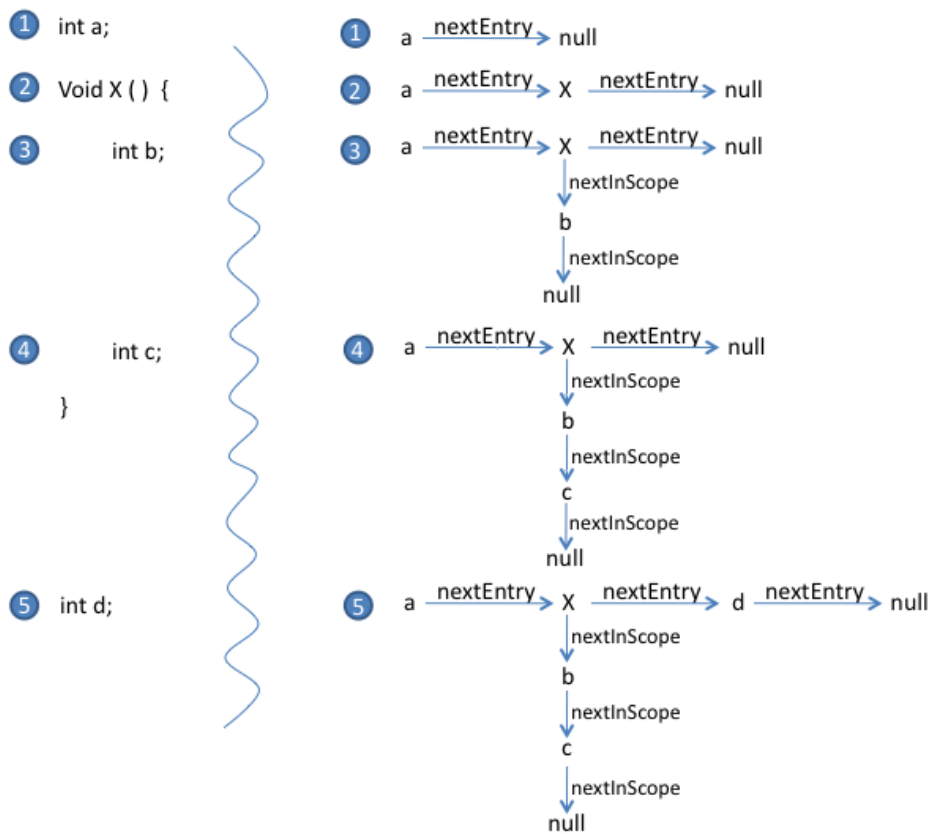 1 int a;
1 a nextEntry null
2 Void X ( ) {
2 a nextEntry X nextEntry null
3 int b;
3 a nextEntry X nextEntry null
nextInScope
b
nextInScope
null
4 int c;
4 a nextEntry X nextEntry null
nextInScope
}
b
nextInScope
c
nextInScope
null
5 int d;
5 a nextEntry X nextEntry d nextEntry null
nextInScope
b
nextInScope
c
nextInScope
null